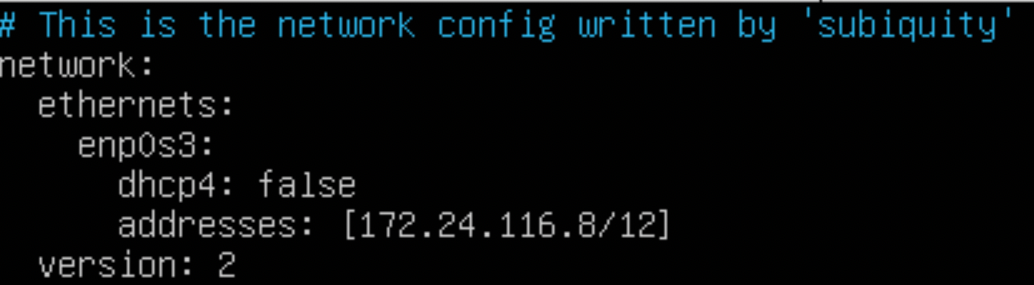 # This is the network config written by 'subiquity'
network:
  ethernets:
    enp0s3:
      dhcp4: false
      addresses: [172.24.116.8/12]
  version: 2